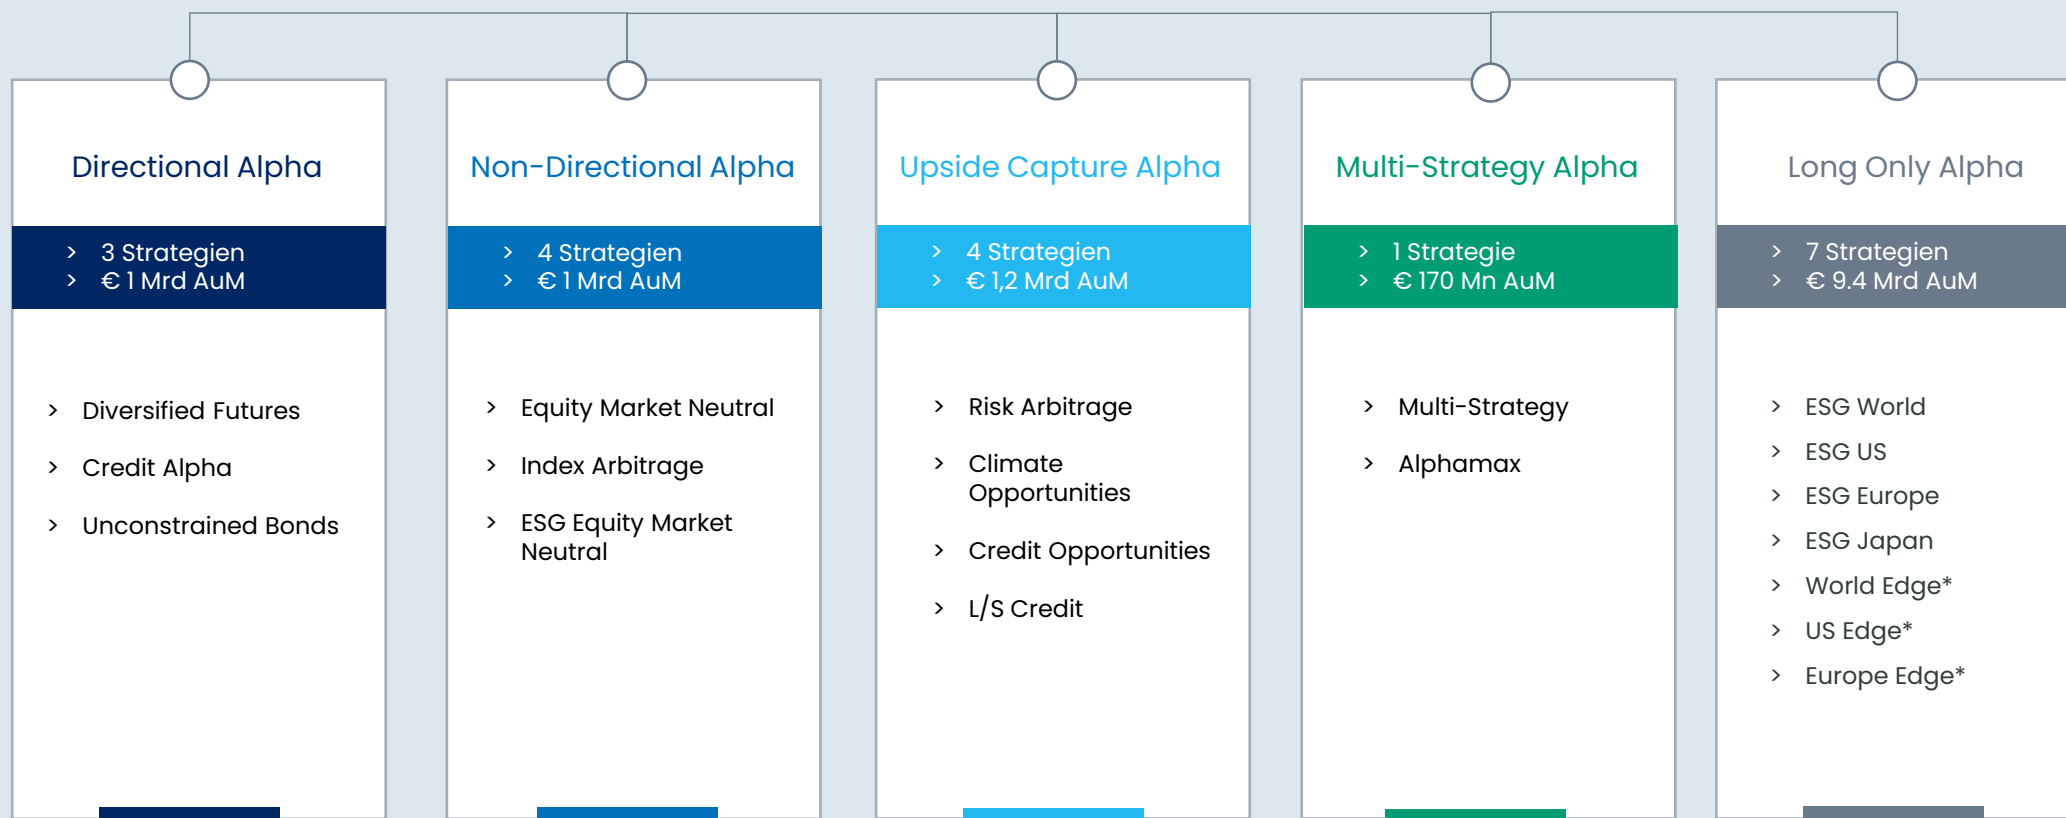 Directional Alpha
> 3 Strategien
> € 1 Mrd AuM
> Diversified Futures
> Credit Alpha
> Unconstrained Bonds
Non-Directional Alpha
> 4 Strategien
> € 1 Mrd AuM
> Equity Market Neutral
> Index Arbitrage
> ESG Equity Market
Neutral
Upside Capture Alpha
> 4 Strategien
> € 1,2 Mrd AuM
> Risk Arbitrage
> Climate
Opportunities
> Credit Opportunities
> L/S Credit
Multi-Strategy Alpha
> 1 Strategie
> € 170 Mn AuM
> Multi-Strategy
> Alphamax
Long Only Alpha
> 7 Strategien
> € 9.4 Mrd AuM
> ESG World
> ESG US
> ESG Europe
> ESG Japan
> World Edge*
> US Edge*
> Europe Edge*